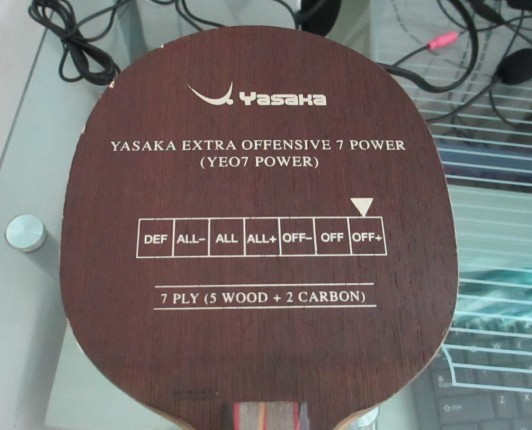 Yasaka
YASAKA EXTRA OFFENSIVE 7 POWER
(YEO7 POWER)
DEF ALL- ALL ALL+ OFF- OFF OFF+
7 PLY (5 WOOD + 2 CARBON)